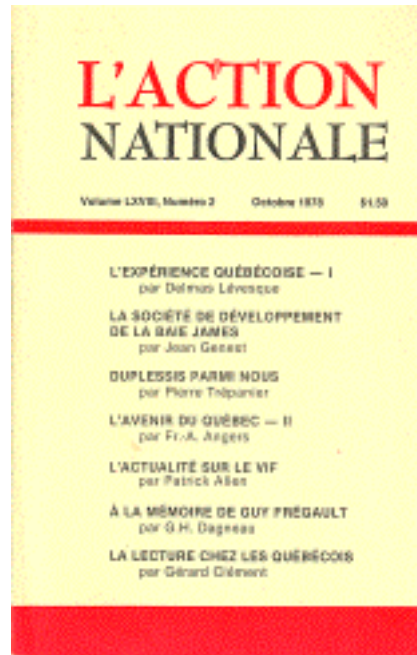 L'ACTION
NATIONALE
Volume LXVIII, Numéro 2 Octobre 1978 $1.50
L'EXPÉRIENCE QUÉBÉCOISE — I
par Delmas Lévesque
LA SOCIÉTÉ DE DÉVELOPPEMENT
DE LA BAIE JAMES
par Jean Genest
DUPLESSIS PARMI NOUS
par Pierre Trépanier
L'AVENIR DU QUÉBEC — II
par Fr.-A. Angers
L'ACTUALITÉ SUR LE VIF
par Patrick Allen
À LA MÉMOIRE DE GUY FRÉGAULT
par G.H. Dagneau
LA LECTURE CHEZ LES QUÉBÉCOIS
par Gérard Clément